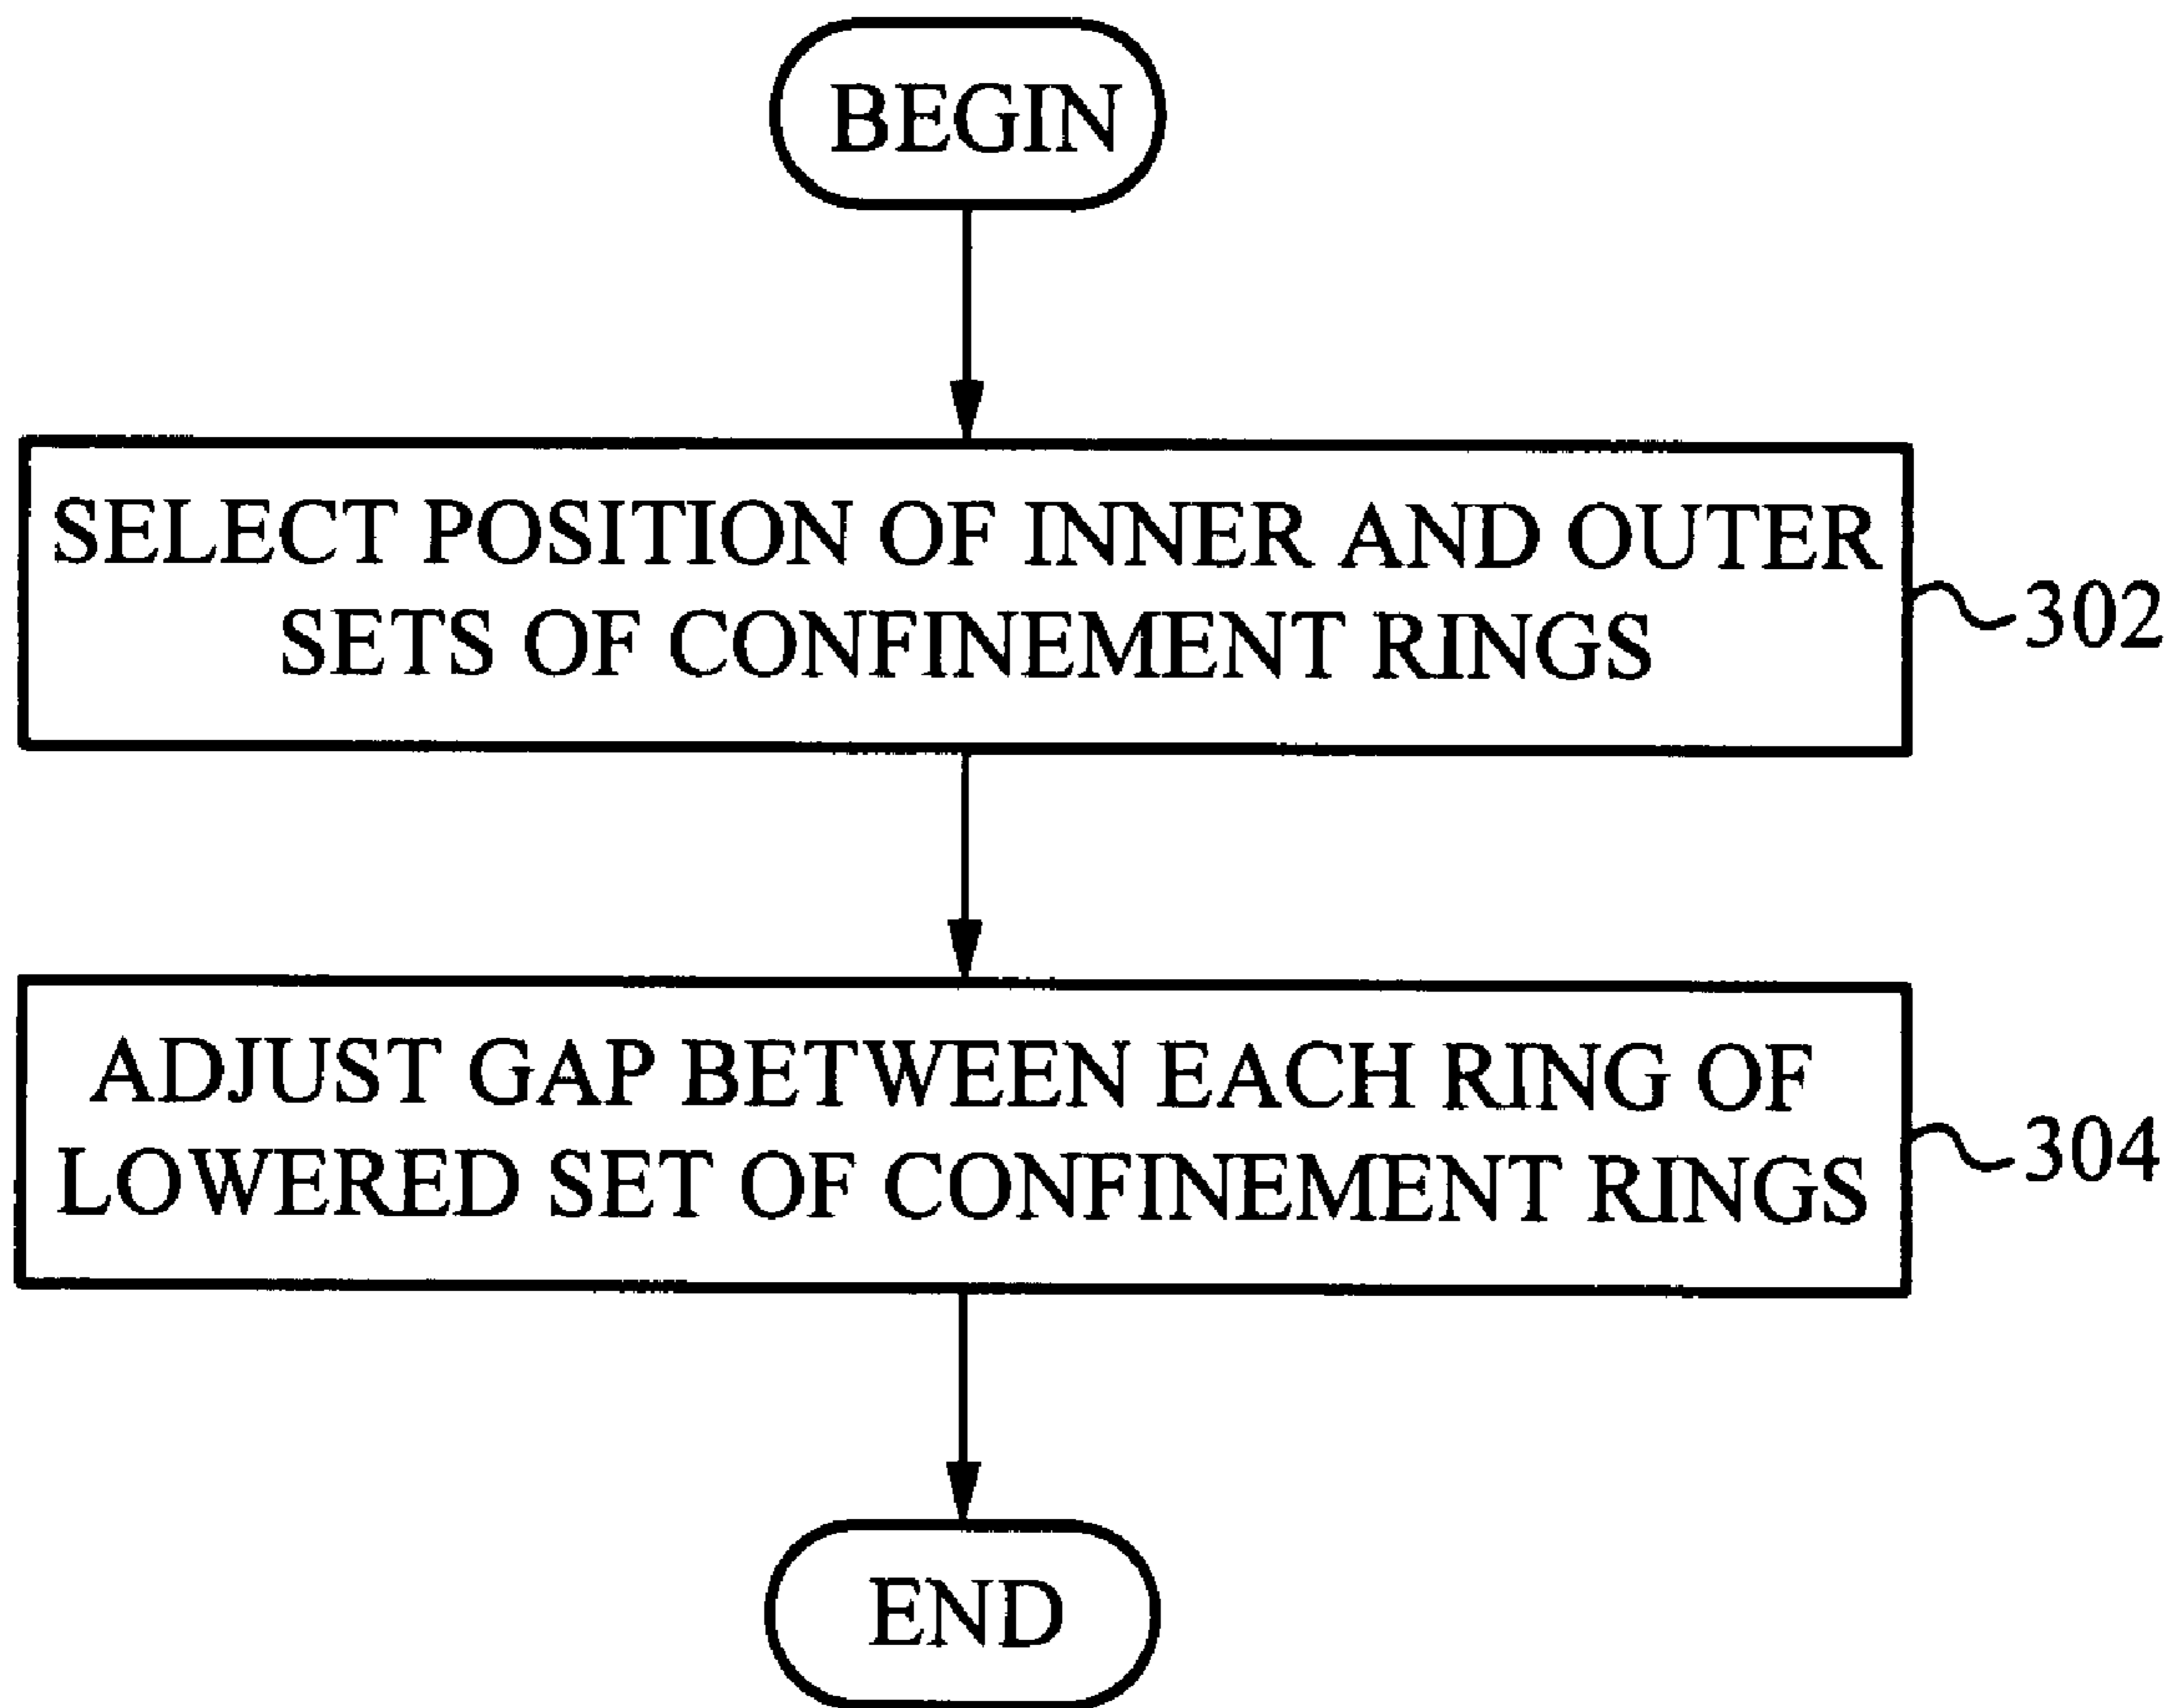 BEGIN
SELECT POSITION OF INNER AND OUTER
SETS OF CONFINEMENT RINGS
302
ADJUST GAP BETWEEN EACH RING OF
LOWERED SET OF CONFINEMENT RINGS
304
END